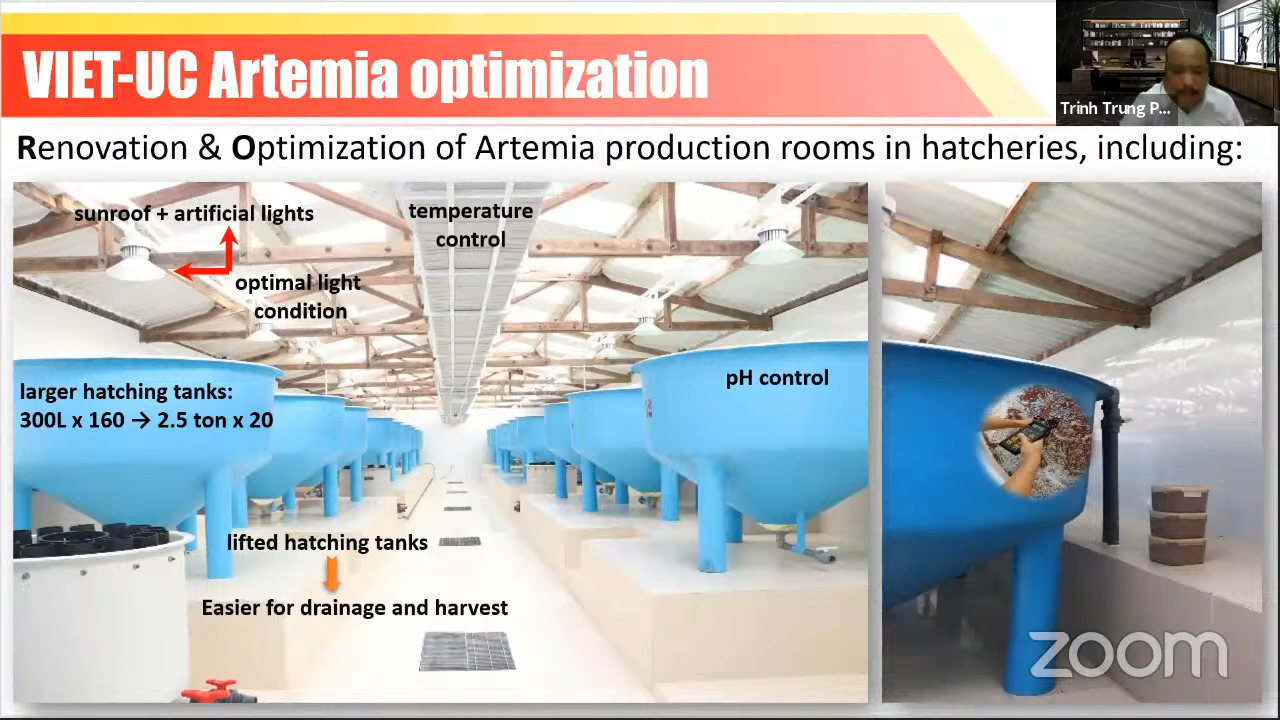 VIET-UC Artemia optimization
Trinh Trung P...
Renovation & Optimization of Artemia production rooms in hatcheries, including:
sunroof + artificial lights
temperature
control
optimal light
condition
larger hatching tanks:
300L x 160 → 2.5 ton x 20
pH control
lifted hatching tanks
Easier for drainage and harvest
zoom